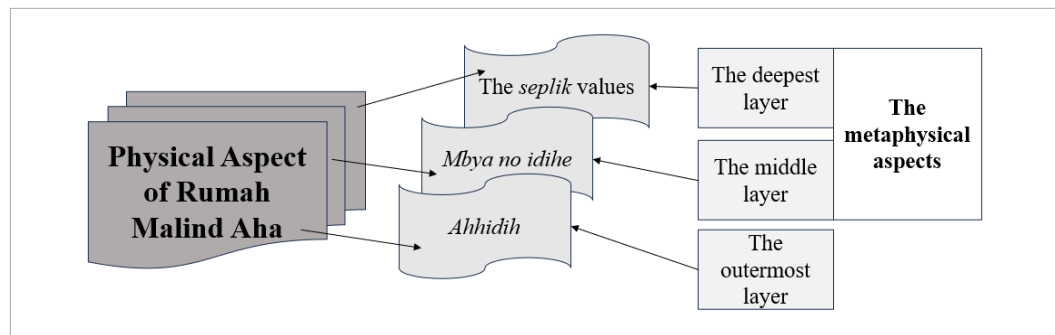 Physical Aspect
of Rumah
Malind Aha
The seplik values
Mbya no idihe
Ahhidih
The deepest
layer
The middle
layer
The
outermost
layer
The
metaphysical
aspects